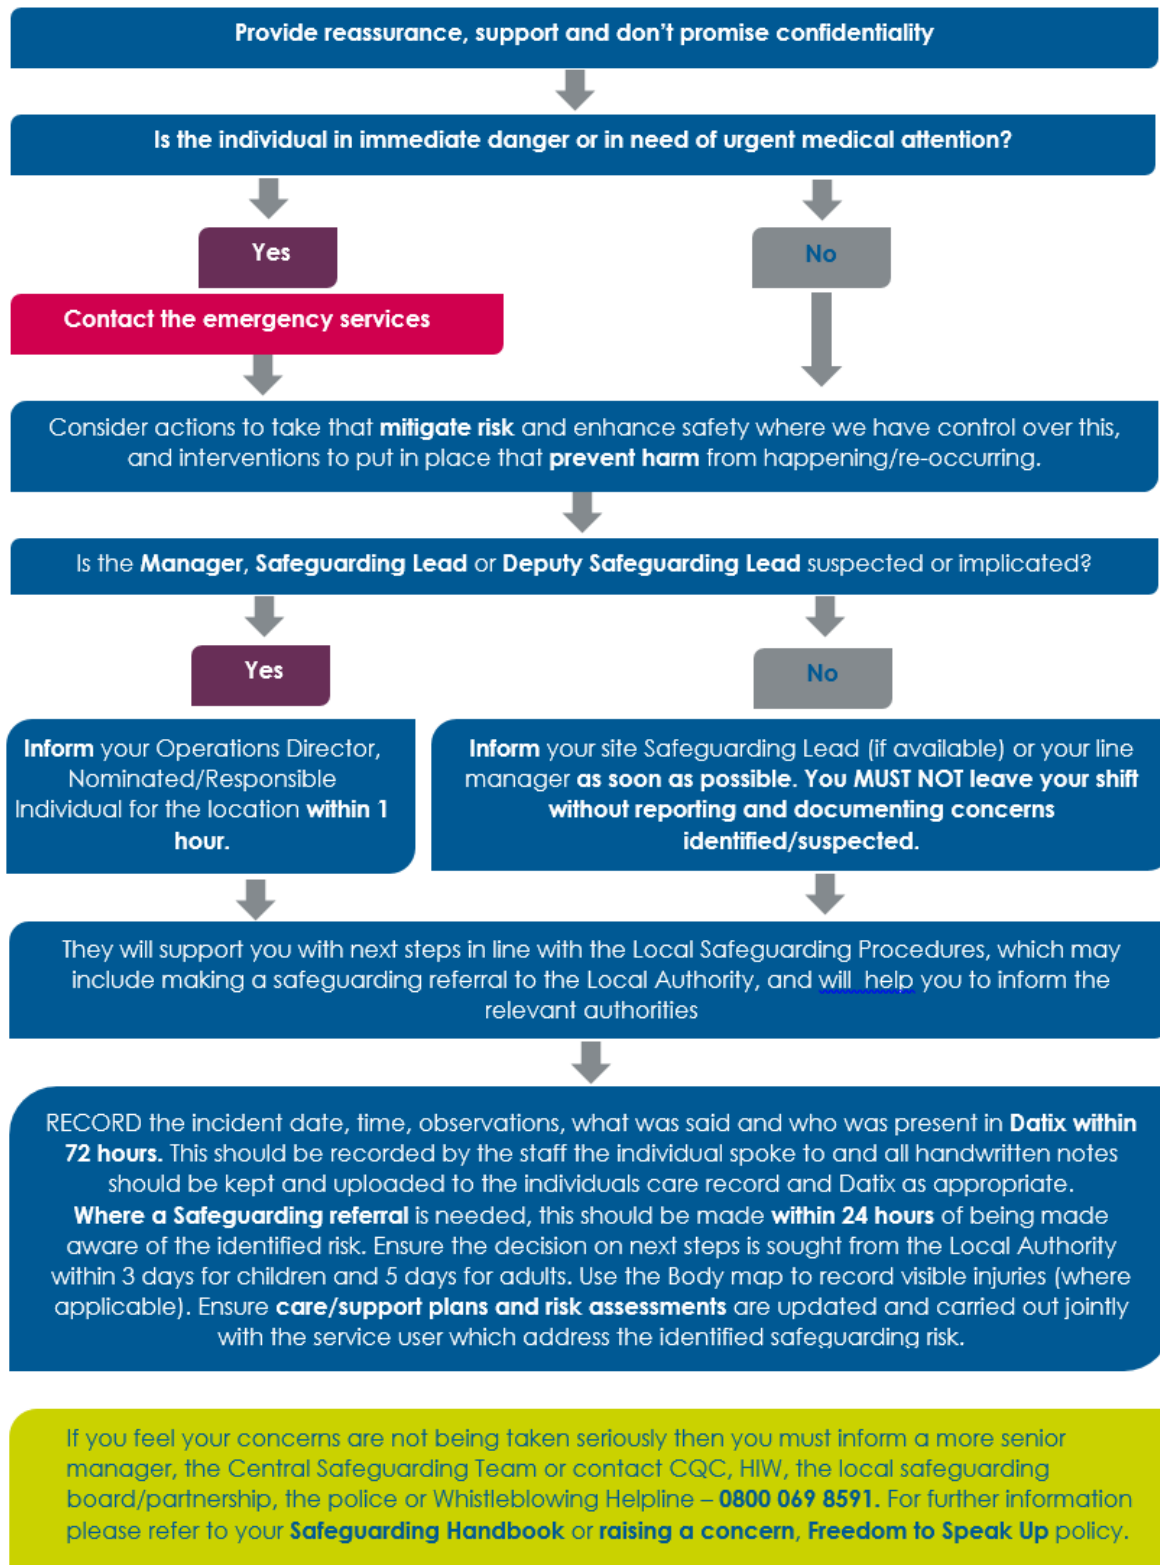 Provide reassurance, support and don't promise confidentiality
Is the individual in immediate danger or in need of urgent medical attention?
Yes
No
Contact the emergency services
Consider actions to take that mitigate risk and enhance safety where we have control over this,
and interventions to put in place that prevent harm from happening/re-occurring.
Is the Manager, Safeguarding Lead or Deputy Safeguarding Lead suspected or implicated?
Yes
No
Inform your Operations Director,
Nominated/Responsible
Individual for the location within 1
hour.
Inform your site Safeguarding Lead (if available) or your line
manager as soon as possible. You MUST NOT leave your shift
without reporting and documenting concerns
identified/suspected.
They will support you with next steps in line with the Local Safeguarding Procedures, which may
include making a safeguarding referral to the Local Authority, and will help you to inform the
relevant authorities
RECORD the incident date, time, observations, what was said and who was present in Datix within
72 hours. This should be recorded by the staff the individual spoke to and all handwritten notes
should be kept and uploaded to the individuals care record and Datix as appropriate.
Where a Safeguarding referral is needed, this should be made within 24 hours of being made
aware of the identified risk. Ensure the decision on next steps is sought from the Local Authority
within 3 days for children and 5 days for adults. Use the Body map to record visible injuries (where
applicable). Ensure care/support plans and risk assessments are updated and carried out jointly
with the service user which address the identified safeguarding risk.
If you feel your concerns are not being taken seriously then you must inform a more senior
manager, the Central Safeguarding Team or contact CQC, HIW, the local safeguarding
board/partnership, the police or Whistleblowing Helpline – 0800 069 8591. For further information
please refer to your Safeguarding Handbook or raising a concern, Freedom to Speak Up policy.